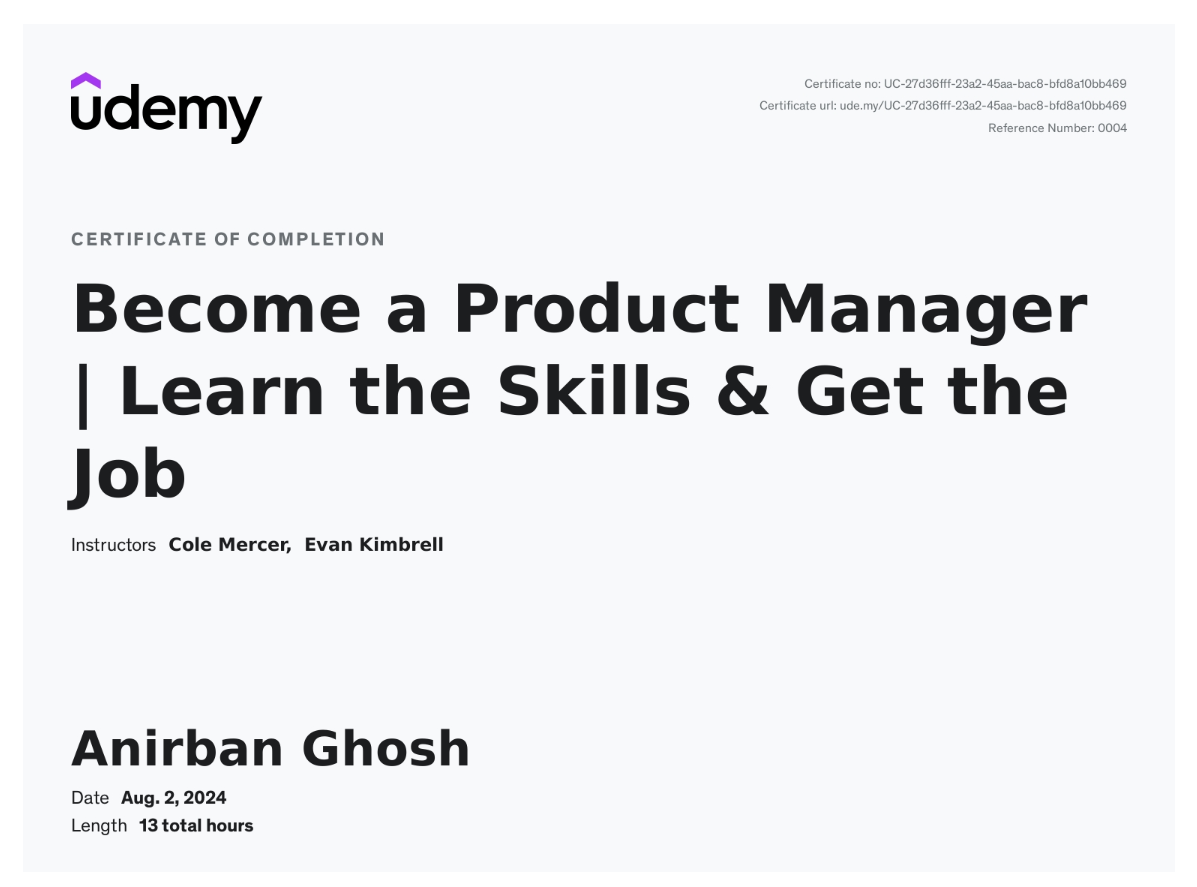 udemy
Certificate no: UC-27d36fff-23a2-45aa-bac8-bfd8a10bb469
Certificate url: ude.my/UC-27d36fff-23a2-45aa-bac8-bfd8a10bb469
Reference Number: 0004
CERTIFICATE OF COMPLETION
Become a Product Manager
| Learn the Skills & Get the
Job
Instructors Cole Mercer, Evan Kimbrell
Anirban Ghosh
Date Aug. 2, 2024
Length 13 total hours